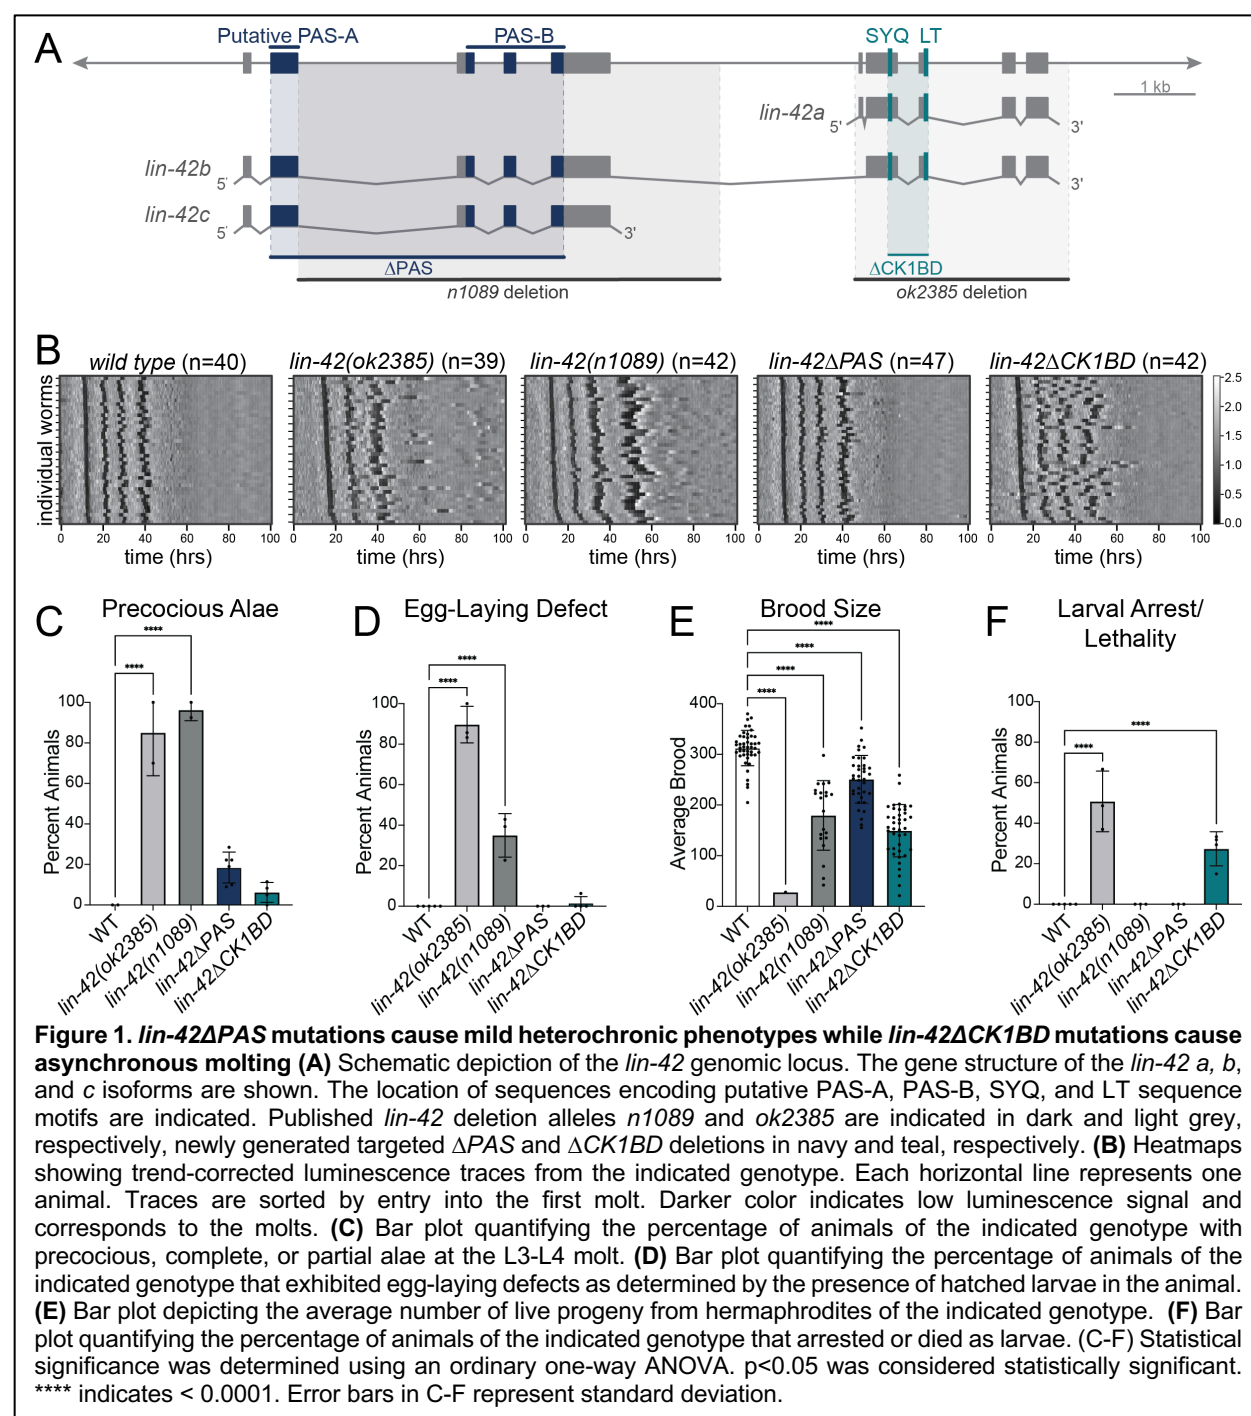 A
Putative PAS-A
PAS-B
SYQ LT
1 kb
lin-42a
5'
3'
lin-42b
5'
3'
lin-42c
5'
3'
ΔPAS
ΔCK1BD
n1089 deletion
ok2385 deletion
B
wild type (n=40)
lin-42(ok2385) (n=39)
lin-42(n1089) (n=42)
lin-42ΔPAS (n=47)
lin-42ΔCK1BD (n=42)
individual worms
2.5
2.0
1.5
1.0
0.5
0.0
0 20 40 60 80 100
0 20 40 60 80 100
0 20 40 60 80 100
0 20 40 60 80 100
0 20 40 60 80 100
time (hrs)
time (hrs)
time (hrs)
time (hrs)
time (hrs)
C
Precocious Alae
****
****
Percent Animals
100
80
60
40
20
0
WT
lin-42(ok2385)
lin-42(n1089)
lin-42ΔPAS
lin-42ΔCK1BD
D
Egg-Laying Defect
****
****
Percent Animals
100
80
60
40
20
0
WT
lin-42(ok2385)
lin-42(n1089)
lin-42ΔPAS
lin-42ΔCK1BD
E
Brood Size
****
****
****
****
Average Brood
400
300
200
100
0
WT
lin-42(ok2385)
lin-42(n1089)
lin-42ΔPAS
lin-42ΔCK1BD
F
Larval Arrest/
Lethality
****
****
Percent Animals
100
80
60
40
20
0
WT
lin-42(ok2385)
lin-42(n1089)
lin-42ΔPAS
lin-42ΔCK1BD
Figure 1. lin-42ΔPAS mutations cause mild heterochronic phenotypes while lin-42ΔCK1BD mutations cause
asynchronous molting (A) Schematic depiction of the lin-42 genomic locus. The gene structure of the lin-42 a, b,
and c isoforms are shown. The location of sequences encoding putative PAS-A, PAS-B, SYQ, and LT sequence
motifs are indicated. Published lin-42 deletion alleles n1089 and ok2385 are indicated in dark and light grey,
respectively, newly generated targeted ΔPAS and ΔCK1BD deletions in navy and teal, respectively. (B) Heatmaps
showing trend-corrected luminescence traces from the indicated genotype. Each horizontal line represents one
animal. Traces are sorted by entry into the first molt. Darker color indicates low luminescence signal and
corresponds to the molts. (C) Bar plot quantifying the percentage of animals of the indicated genotype with
precocious, complete, or partial alae at the L3-L4 molt. (D) Bar plot quantifying the percentage of animals of the
indicated genotype that exhibited egg-laying defects as determined by the presence of hatched larvae in the animal.
(E) Bar plot depicting the average number of live progeny from hermaphrodites of the indicated genotype. (F) Bar
plot quantifying the percentage of animals of the indicated genotype that arrested or died as larvae. (C-F) Statistical
significance was determined using an ordinary one-way ANOVA. p<0.05 was considered statistically significant.
**** indicates < 0.0001. Error bars in C-F represent standard deviation.